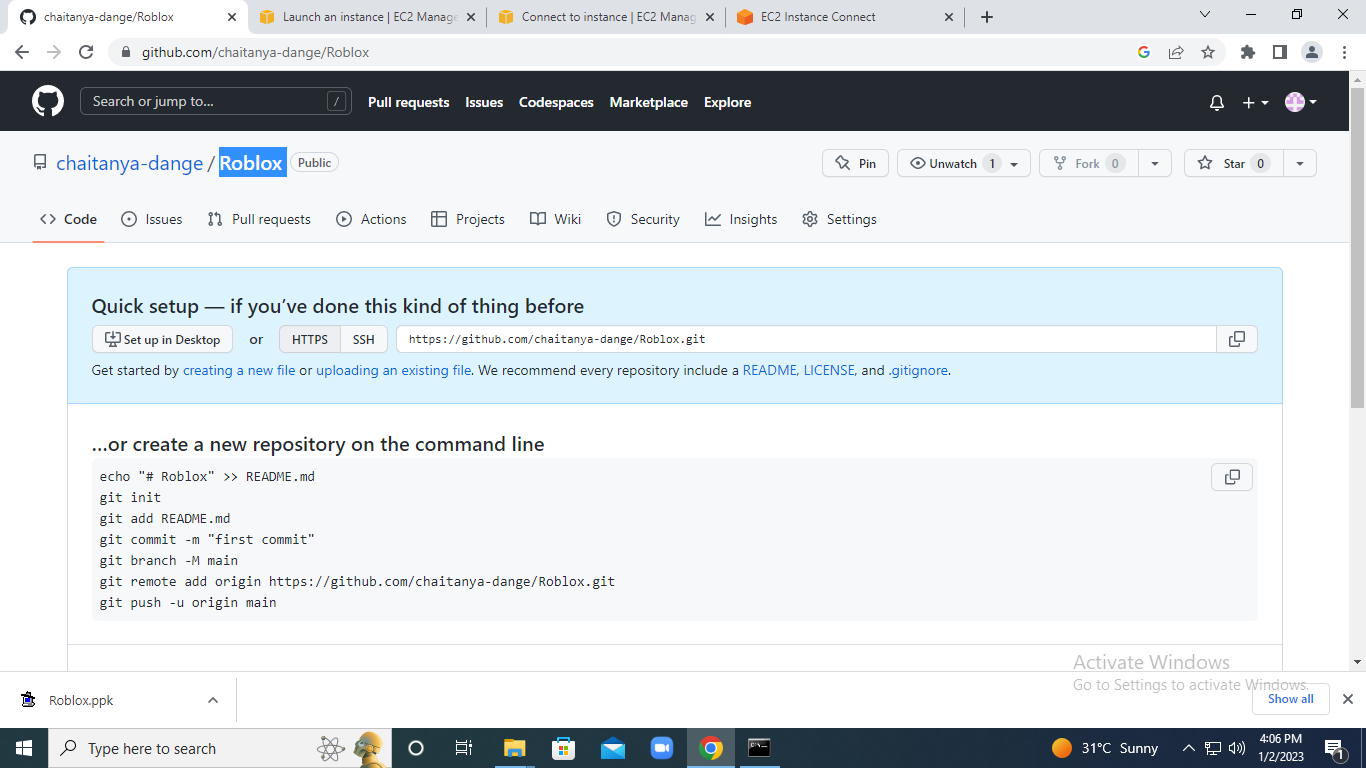 chaitanya-dange/Roblox
Launch an instance | EC2 Manage
Connect to instance | EC2 Manag
EC2 Instance Connect
github.com/chaitanya-dange/Roblox
Search or jump to...
/
Pull requests
Issues
Codespaces
Marketplace
Explore
chaitanya-dange / Roblox
Public
Pin
Unwatch 1
Fork 0
Star 0
Code
Issues
Pull requests
Actions
Projects
Wiki
Security
Insights
Settings
Quick setup — if you’ve done this kind of thing before
Set up in Desktop
or
HTTPS
SSH
https://github.com/chaitanya-dange/Roblox.git
Get started by creating a new file or uploading an existing file. We recommend every repository include a README, LICENSE, and .gitignore.
…or create a new repository on the command line
echo "# Roblox" >> README.md
git init
git add README.md
git commit -m "first commit"
git branch -M main
git remote add origin https://github.com/chaitanya-dange/Roblox.git
git push -u origin main
Activate Windows
Go to Settings to activate Windows.
Roblox.ppk
Show all
Type here to search
31°C Sunny
4:06 PM
1/2/2023
1